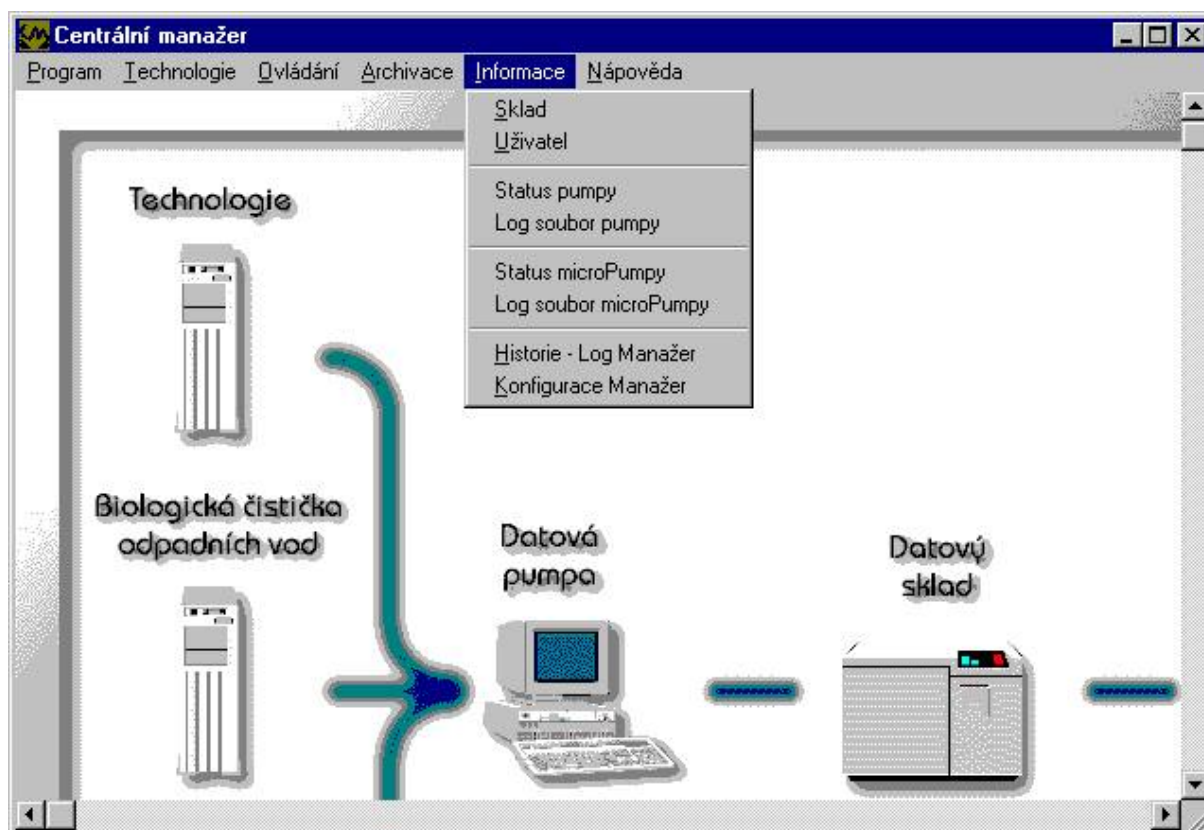 Centrální manažer
Program Technologie Ovládání Archivace Informace Nápověda
Sklad
Uživatel
Status pumpy
Log soubor pumpy
Status microPumpy
Log soubor microPumpy
Historie - Log Manažer
Konfigurace Manažer
Technologie
Biologická čistička
odpadních vod
Datová
pumpa
Datový
sklad